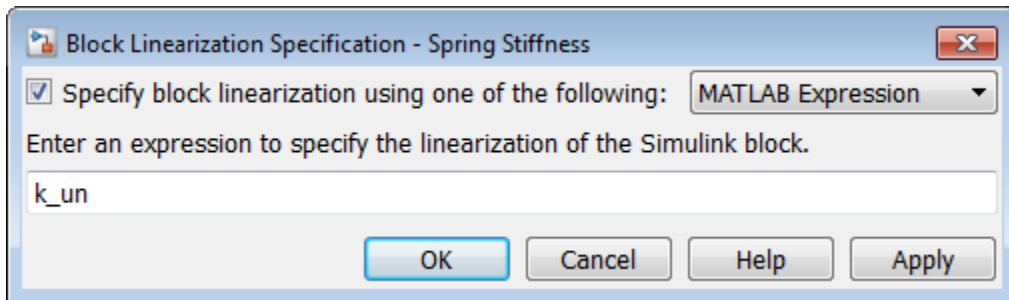 Block Linearization Specification - Spring Stiffness
Specify block linearization using one of the following: MATLAB Expression
Enter an expression to specify the linearization of the Simulink block.
k_un
OK Cancel Help Apply